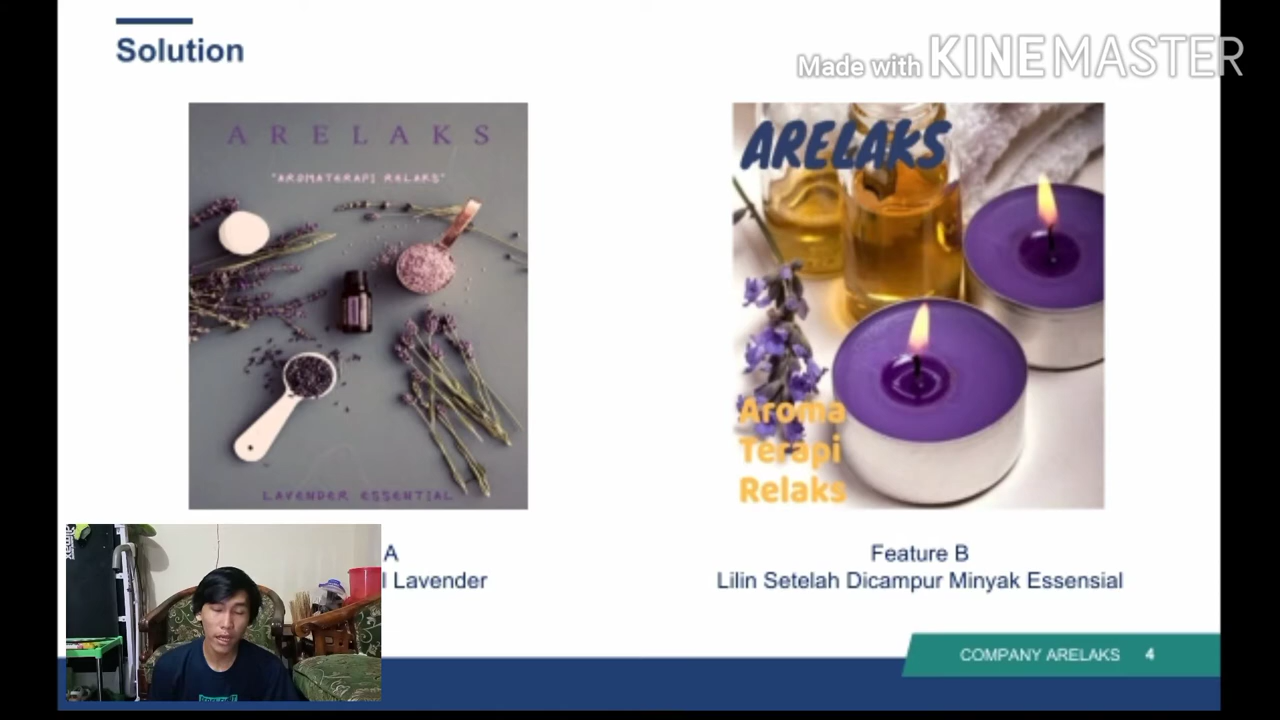 Solution
Made with KINEMASTER
ARELAKS
"AROMATERAPI RELAKS"
LAVENDER ESSENTIAL
ARELAKS
Aroma
Terapi
Relaks
A
l Lavender
Feature B
Lilin Setelah Dicampur Minyak Essensial
COMPANY ARELAKS 4